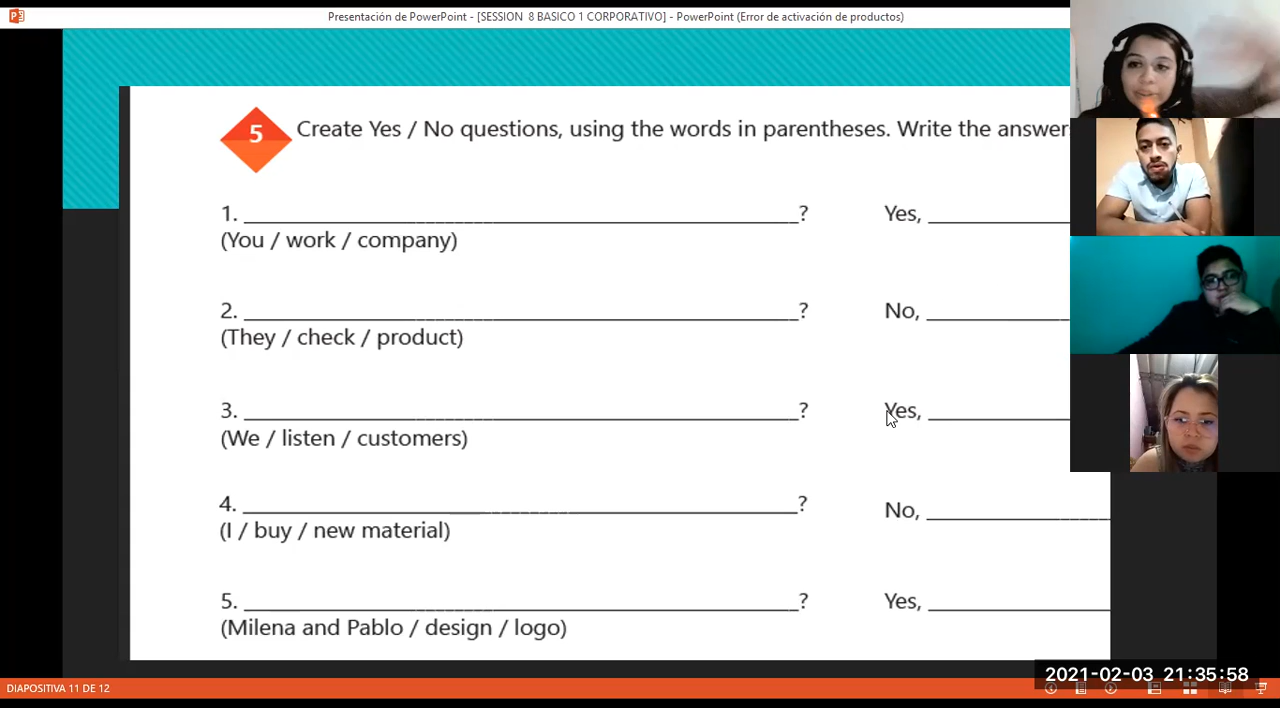 Presentación de PowerPoint - [SESSION 8 BASICO 1 CORPORATIVO] - PowerPoint (Error de activación de productos)
5 Create Yes / No questions, using the words in parentheses. Write the answer
1. ? Yes,
(You / work / company)
2. ? No,
(They / check / product)
3. ? Yes,
(We / listen / customers)
4. ? No,
(I / buy / new material)
5. ? Yes,
(Milena and Pablo / design / logo)
2021-02-03 21:35:58
DIAPOSITIVA 11 DE 12